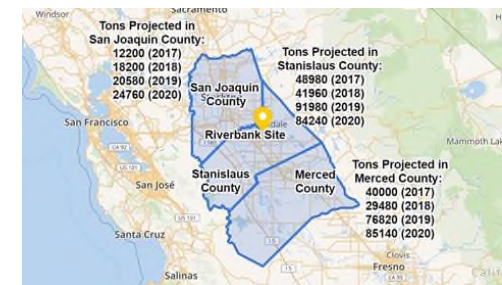 Sacramento
Windsor
Tons Projected in
San Joaquin County:
12200 (2017)
18200 (2018)
20580 (2019)
24760 (2020)
Tons Projected in
Stanislaus County:
48980 (2017)
41960 (2018)
91980 (2019)
84240 (2020)
San Joaquin
County
San Francisco
Riverbank Site
Mammoth Lak
Tons Projected in
Merced County:
40000 (2017)
29480 (2018)
76820 (2019)
85140 (2020)
Stanislaus
County
Merced
County
San José
Santa Cruz
Clovis
Fresno
Salinas